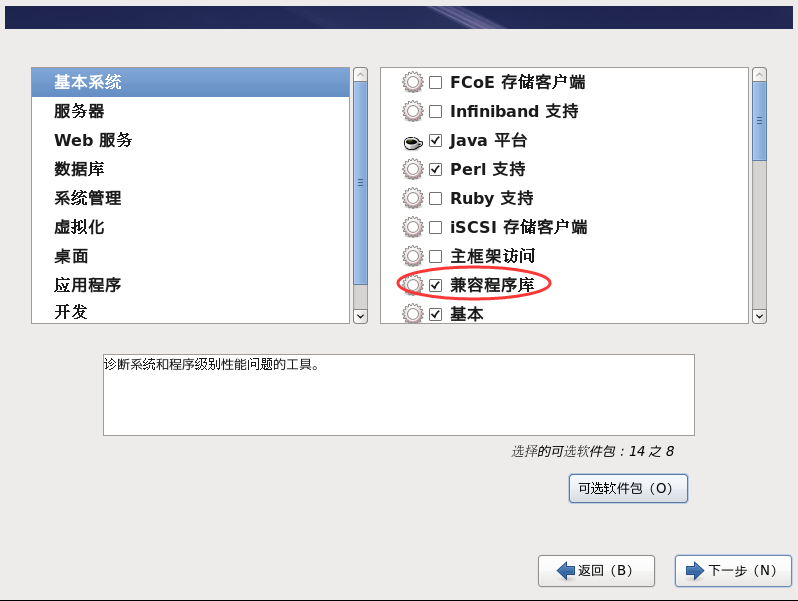 基本系统
服务器
Web 服务
数据库
系统管理
虚拟化
桌面
应用程序
开发
FCoE 存储客户端
Infiniband 支持
Java 平台
Perl 支持
Ruby 支持
iSCSI 存储客户端
主框架访问
兼容程序库
基本
诊断系统和程序级别性能问题的工具。
选择的可选软件包：14 之 8
可选软件包（O）
返回（B）
下一步（N）